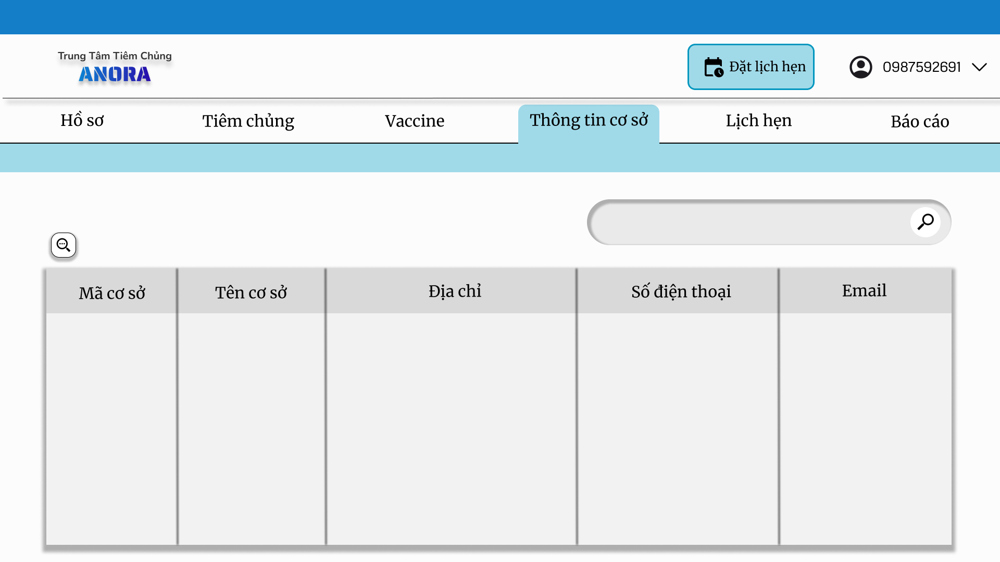 Trung Tâm Tiêm Chủng
ANORA
Đặt lịch hẹn
0987592691
Hồ sơ
Tiêm chủng
Vaccine
Thông tin cơ sở
Lịch hẹn
Báo cáo
Mã cơ sở
Tên cơ sở
Địa chỉ
Số điện thoại
Email